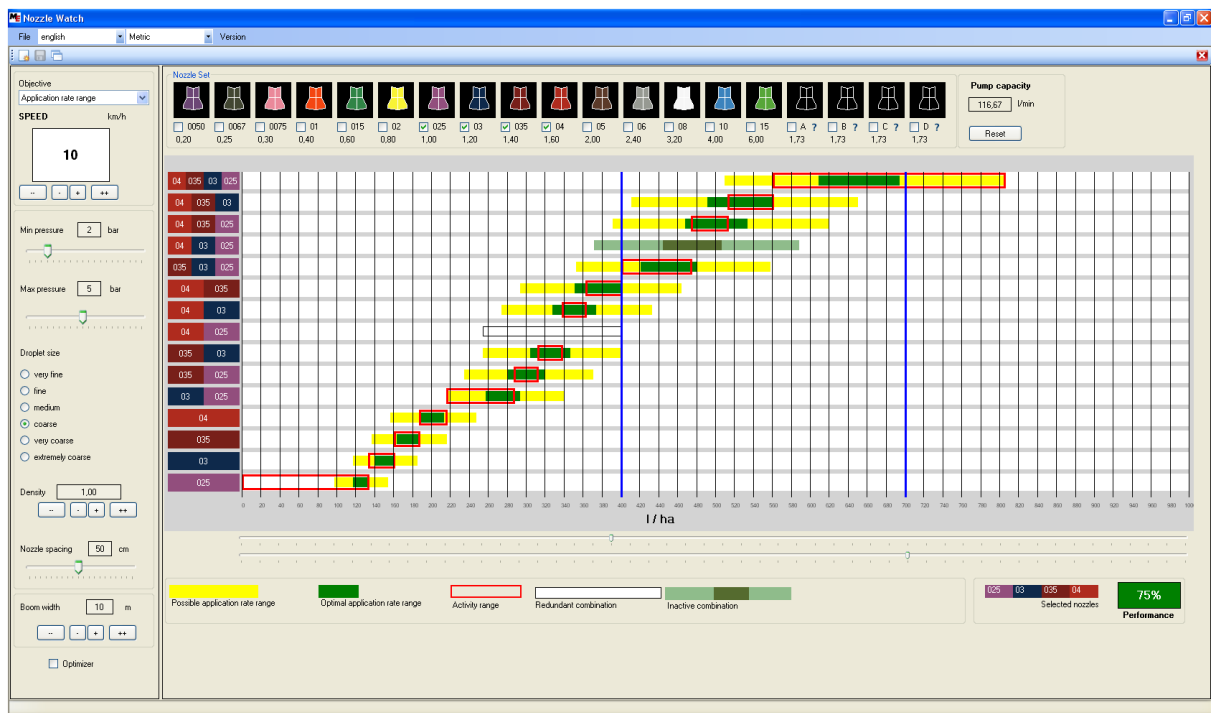 Nozzle Watch
File english Metric Version
Objective
Application rate range
SPEED km/h
10
-- - + ++
Min pressure 2 bar
Max pressure 5 bar
Droplet size
very fine
fine
medium
coarse
very coarse
extremely coarse
Density 1,00
-- - + ++
Nozzle spacing 50 cm
Boom width 10 m
-- - + ++
Optimizer
Nozzle Set
0050 0067 0075 01 015 02 025 03 035 04 05 06 08 10 15 A ? B ? C ? D ?
0,20 0,25 0,30 0,40 0,60 0,80 1,00 1,20 1,40 1,60 2,00 2,40 3,20 4,00 6,00 1,73 1,73 1,73 1,73
Pump capacity
116,67 l/min
Reset
04 035 03 025
04 035 03
04 035 025
04 03 025
035 03 025
04 035
04 03
04 025
035 03
035 025
03 025
04
035
03
025
0 20 40 60 80 100 120 140 160 180 200 220 240 260 280 300 320 340 360 380 400 420 440 460 480 500 520 540 560 580 600 620 640 660 680 700 720 740 760 780 800 820 840 860 880 900 920 940 960 980 1000
l / ha
Possible application rate range
Optimal application rate range
Activity range
Redundant combination
Inactive combination
025 03 035 04
Selected nozzles
75%
Performance